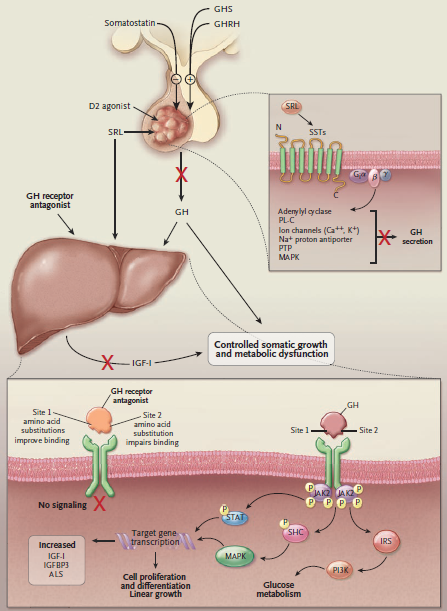 GHS
Somatostatin
GHRH
−
+
D2 agonist
SRL
GH receptor
antagonist
GH
SRL
N
SSTs
Gsα
β
γ
C
Adenylyl cyclase
PL-C
Ion channels (Ca++, K+)
Na+ proton antiporter
PTP
MAPK
GH
secretion
Controlled somatic growth
and metabolic dysfunction
IGF-I
GH receptor
antagonist
Site 1
amino acid
substitutions
improve binding
Site 2
amino acid
substitution
impairs binding
No signaling
GH
Site 1
Site 2
P
JAK2
JAK2
P
P
P
P
P
P
STAT
P
SHC
IRS
Target gene
transcription
MAPK
PI3K
Increased
IGF-I
IGFBP3
ALS
Cell proliferation
and differentiation
Linear growth
Glucose
metabolism